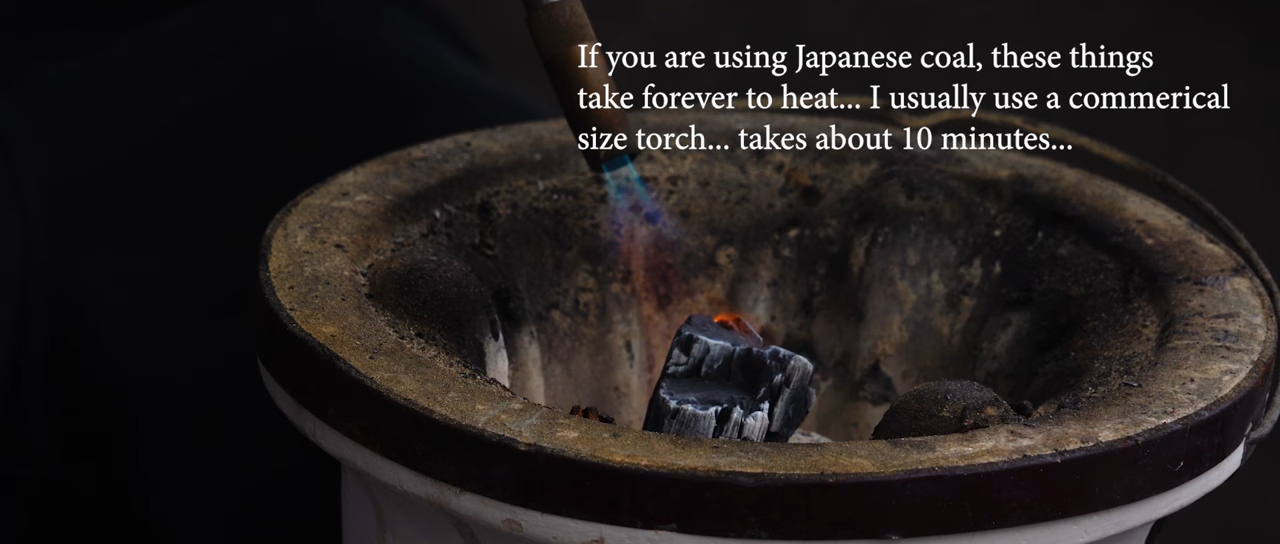 If you are using Japanese coal, these things
take forever to heat... I usually use a commerical
size torch... takes about 10 minutes...